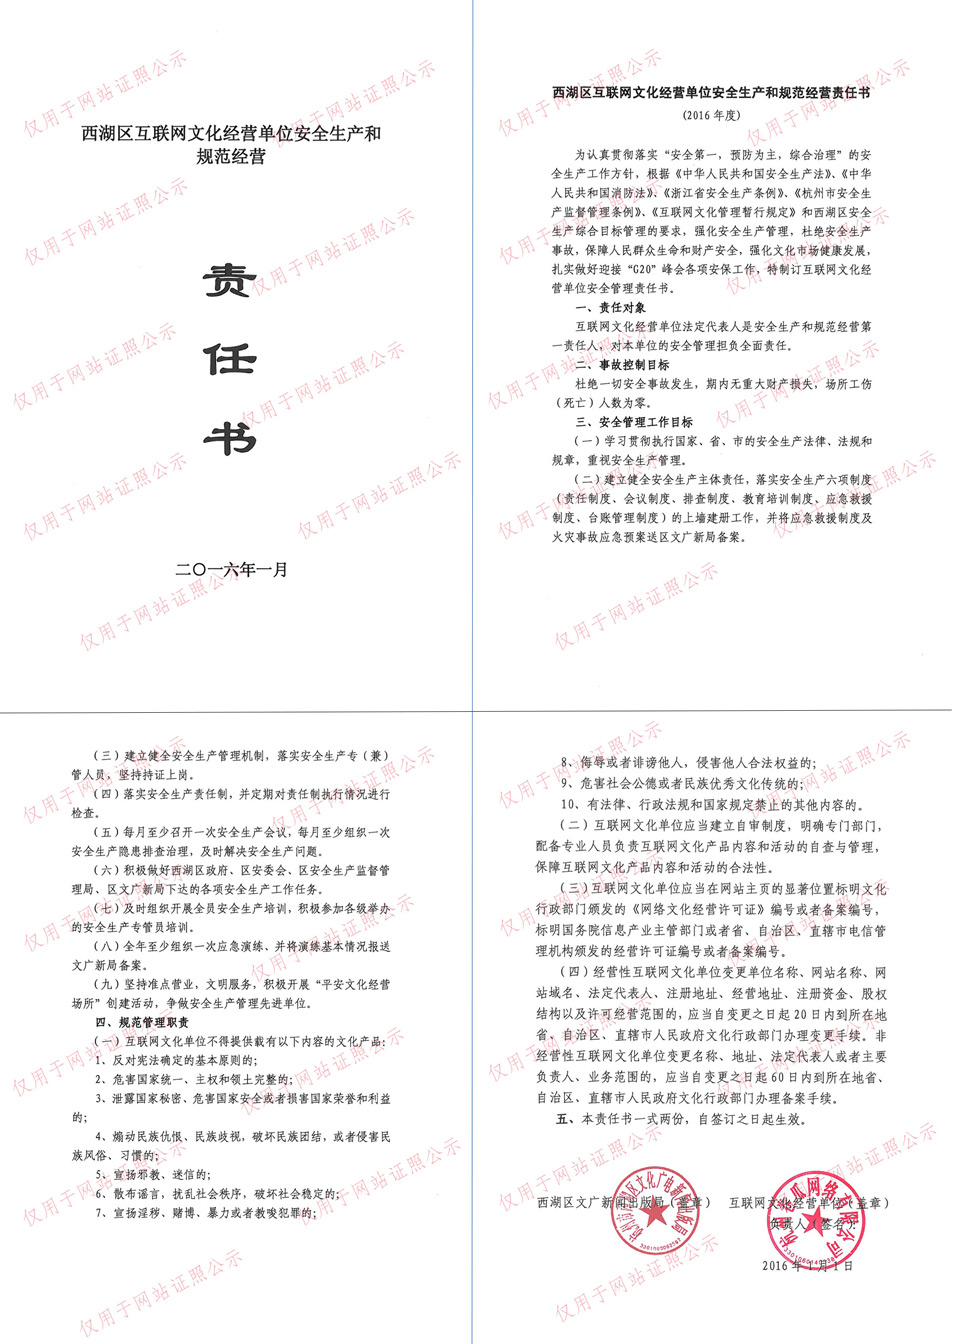 西湖区互联网文化经营单位安全生产和
规范经营
责
任
书
二〇一六年一月
西湖区互联网文化经营单位安全生产和规范经营责任书
(2016 年度)
为认真贯彻落实“安全第一，预防为主，综合治理”的安
全生产工作方针，根据《中华人民共和国安全生产法》、《中华
人民共和国消防法》、《浙江省安全生产条例》、《杭州市安全生
产监督管理条例》、《互联网文化管理暂行规定》和西湖区安全
生产综合目标管理的要求，强化安全生产管理，杜绝安全生产
事故，保障人民群众生命和财产安全，强化文化市场健康发展，
扎实做好迎接“G20”峰会各项安保工作，特制订互联网文化经
营单位安全管理责任书。
一、责任对象
互联网文化经营单位法定代表人是安全生产和规范经营第
一责任人，对本单位的安全管理担负全面责任。
二、事故控制目标
杜绝一切安全事故发生，期内无重大财产损失，场所工伤
（死亡）人数为零。
三、安全管理工作目标
（一）学习贯彻执行国家、省、市的安全生产法律、法规和
规章，重视安全生产管理。
（二）建立健全安全生产主体责任，落实安全生产六项制度
（责任制度、会议制度、排查制度、教育培训制度、应急救援
制度、台账管理制度）的上墙建册工作，并将应急救援制度及
火灾事故应急预案送区文广新局备案。
（三）建立健全安全生产管理机制，落实安全生产专（兼）
管人员，坚持持证上岗。
（四）落实安全生产责任制，并定期对责任制执行情况进行
检查。
（五）每月至少召开一次安全生产会议，每月至少组织一次
安全生产隐患排查治理，及时解决安全生产问题。
（六）积极做好西湖区政府、区安委会、区安全生产监督管
理局、区文广新局下达的各项安全生产工作任务。
（七）及时组织开展全员安全生产培训，积极参加各级举办
的安全生产专管员培训。
（八）全年至少组织一次应急演练、并将演练基本情况报送
文广新局备案。
（九）坚持准点营业，文明服务，积极开展“平安文化经营
场所”创建活动，争做安全生产管理先进单位。
四、规范管理职责
（一）互联网文化单位不得提供载有以下内容的文化产品：
1、反对宪法确定的基本原则的;
2、危害国家统一、主权和领土完整的;
3、泄露国家秘密、危害国家安全或者损害国家荣誉和利益
的;
4、煽动民族仇恨、民族歧视，破坏民族团结，或者侵害民
族风俗、习惯的;
5、宣扬邪教、迷信的;
6、散布谣言，扰乱社会秩序，破坏社会稳定的;
7、宣扬淫秽、赌博、暴力或者教唆犯罪的;
8、侮辱或者诽谤他人，侵害他人合法权益的;
9、危害社会公德或者民族优秀文化传统的;
10、有法律、行政法规和国家规定禁止的其他内容的。
（二）互联网文化单位应当建立自审制度，明确专门部门，
配备专业人员负责互联网文化产品内容和活动的自查与管理，
保障互联网文化产品内容和活动的合法性。
（三）互联网文化单位应当在网站主页的显著位置标明文化
行政部门颁发的《网络文化经营许可证》编号或者备案编号，
标明国务院信息产业主管部门或者省、自治区、直辖市电信管
理机构颁发的经营许可证编号或者备案编号。
（四）经营性互联网文化单位变更单位名称、网站名称、网
站域名、法定代表人、注册地址、经营地址、注册资金、股权
结构以及许可经营范围的，应当自变更之日起 20 日内到所在地
省、自治区、直辖市人民政府文化行政部门办理变更手续。非
经营性互联网文化单位变更名称、地址、法定代表人或者主要
负责人、业务范围的，应当自变更之日起 60 日内到所在地省、
自治区、直辖市人民政府文化行政部门办理备案手续。
五、本责任书一式两份，自签订之日起生效。
西湖区文广新闻出版局（盖章） 互联网文化经营单位（盖章）
负责人（签名）：
2016 年 1 月 1 日
仅用于网站证照公示